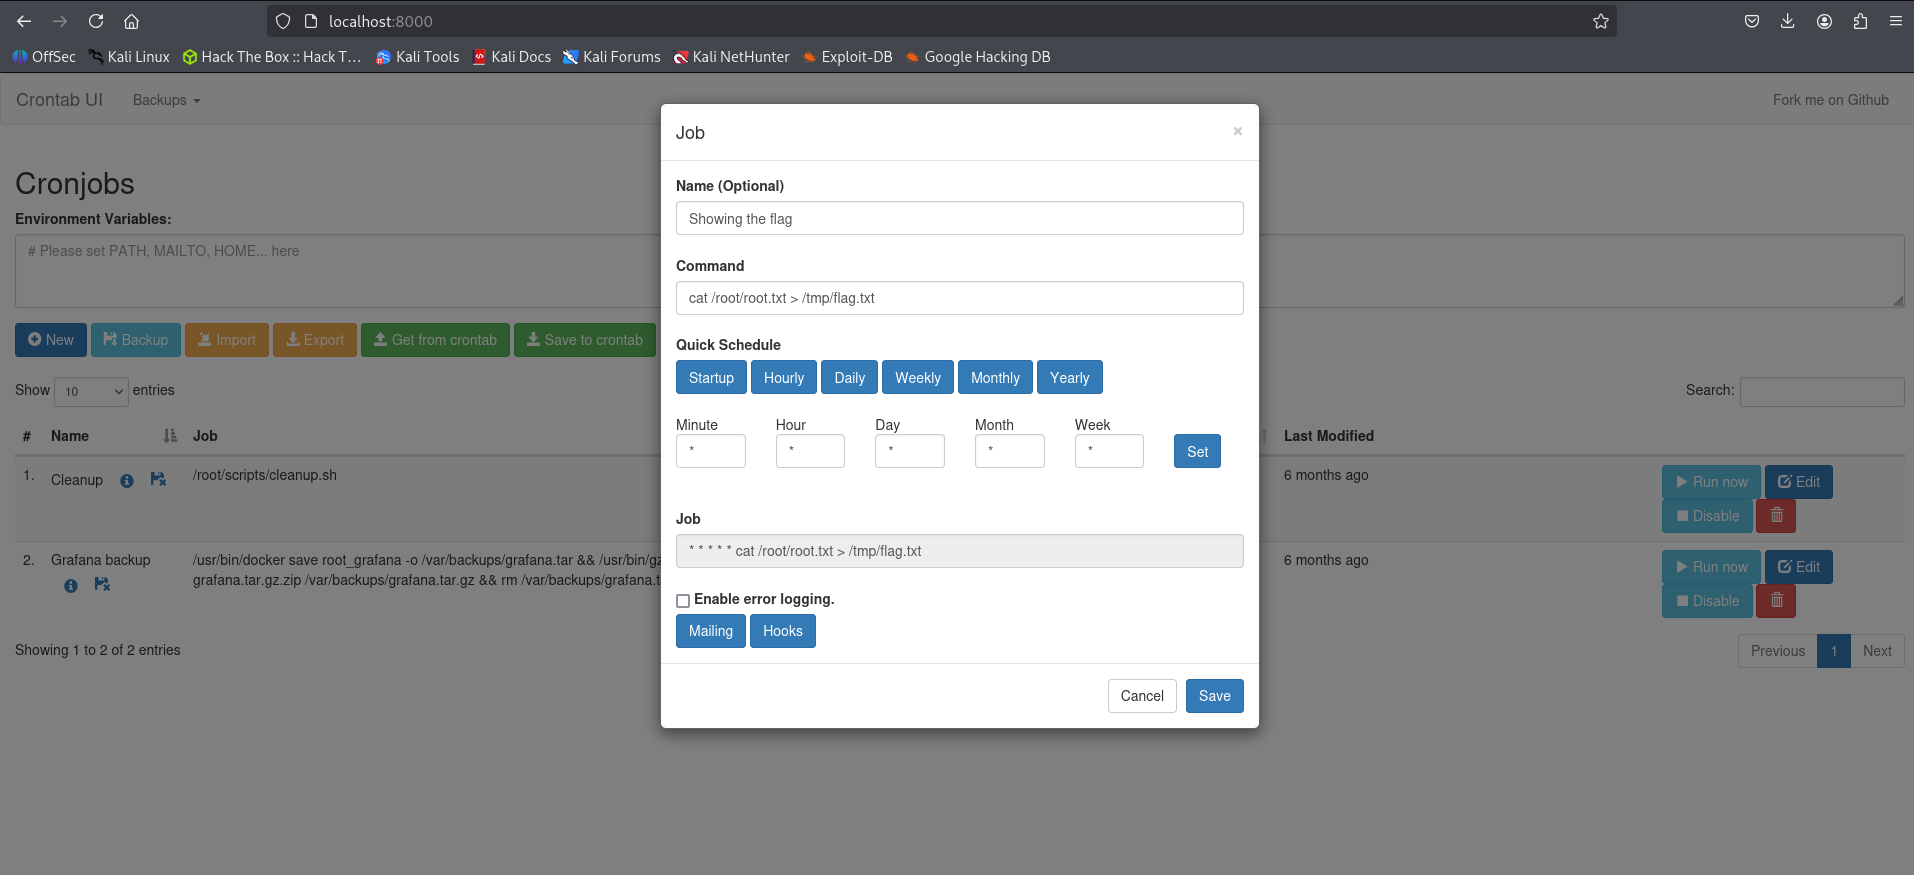 localhost:8000
OffSec Kali Linux Hack The Box :: Hack T… Kali Tools Kali Docs Kali Forums Kali NetHunter Exploit-DB Google Hacking DB
Crontab UI Backups Fork me on Github
Cronjobs
Environment Variables:
# Please set PATH, MAILTO, HOME... here
New Backup Import Export Get from crontab Save to crontab
Show 10 entries Search:
# Name Job Last Modified
1. Cleanup /root/scripts/cleanup.sh 6 months ago Run now Edit
Disable
2. Grafana backup /usr/bin/docker save root_grafana -o /var/backups/grafana.tar && /usr/bin/gz 6 months ago Run now Edit
grafana.tar.gz.zip /var/backups/grafana.tar.gz && rm /var/backups/grafana.t Disable
Showing 1 to 2 of 2 entries Previous 1 Next
Job ×
Name (Optional)
Showing the flag
Command
cat /root/root.txt > /tmp/flag.txt
Quick Schedule
Startup Hourly Daily Weekly Monthly Yearly
Minute Hour Day Month Week
* * * * * Set
Job
* * * * * cat /root/root.txt > /tmp/flag.txt
Enable error logging.
Mailing Hooks
Cancel Save